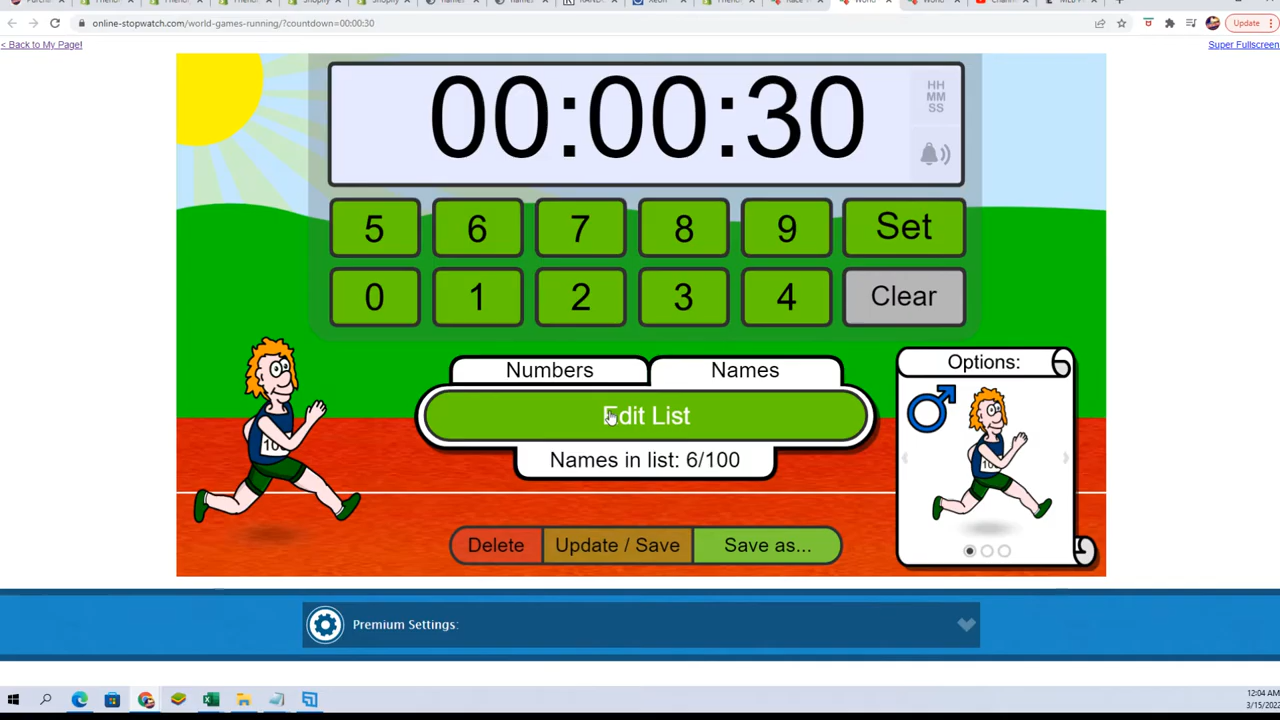 Shopify
Shopify
online-stopwatch.com/world-games-running/?countdown=00:00:30
Update
< Back to My Page!
Super Fullscreen
00:00:30
HH
MM
SS
5 6 7 8 9 Set
0 1 2 3 4 Clear
Numbers Names
Options:
Edit List
Names in list: 6/100
Delete Update / Save Save as...
Premium Settings:
12:04 AM
3/15/2022